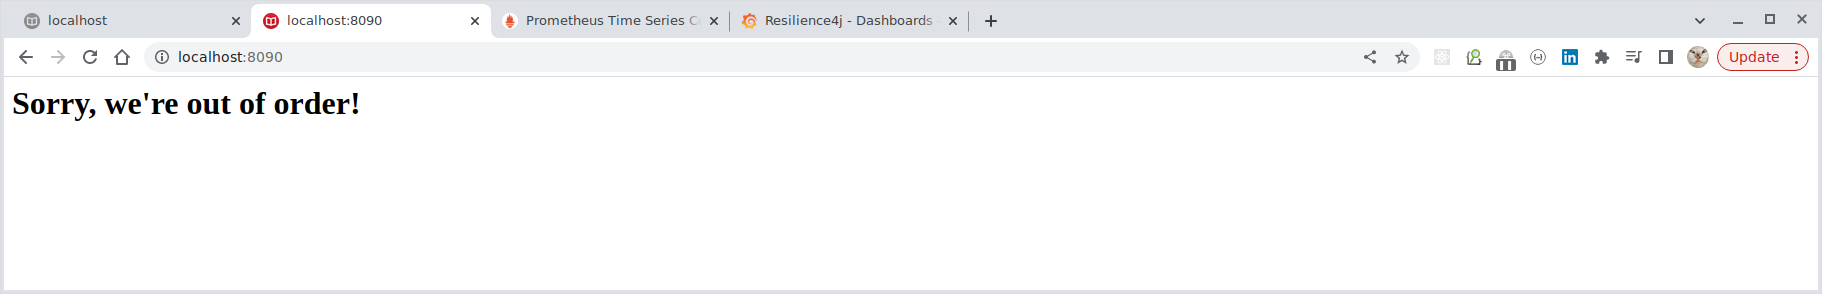 localhost
localhost:8090
Prometheus Time Series C
Resilience4j - Dashboards
localhost:8090
Update
Sorry, we're out of order!